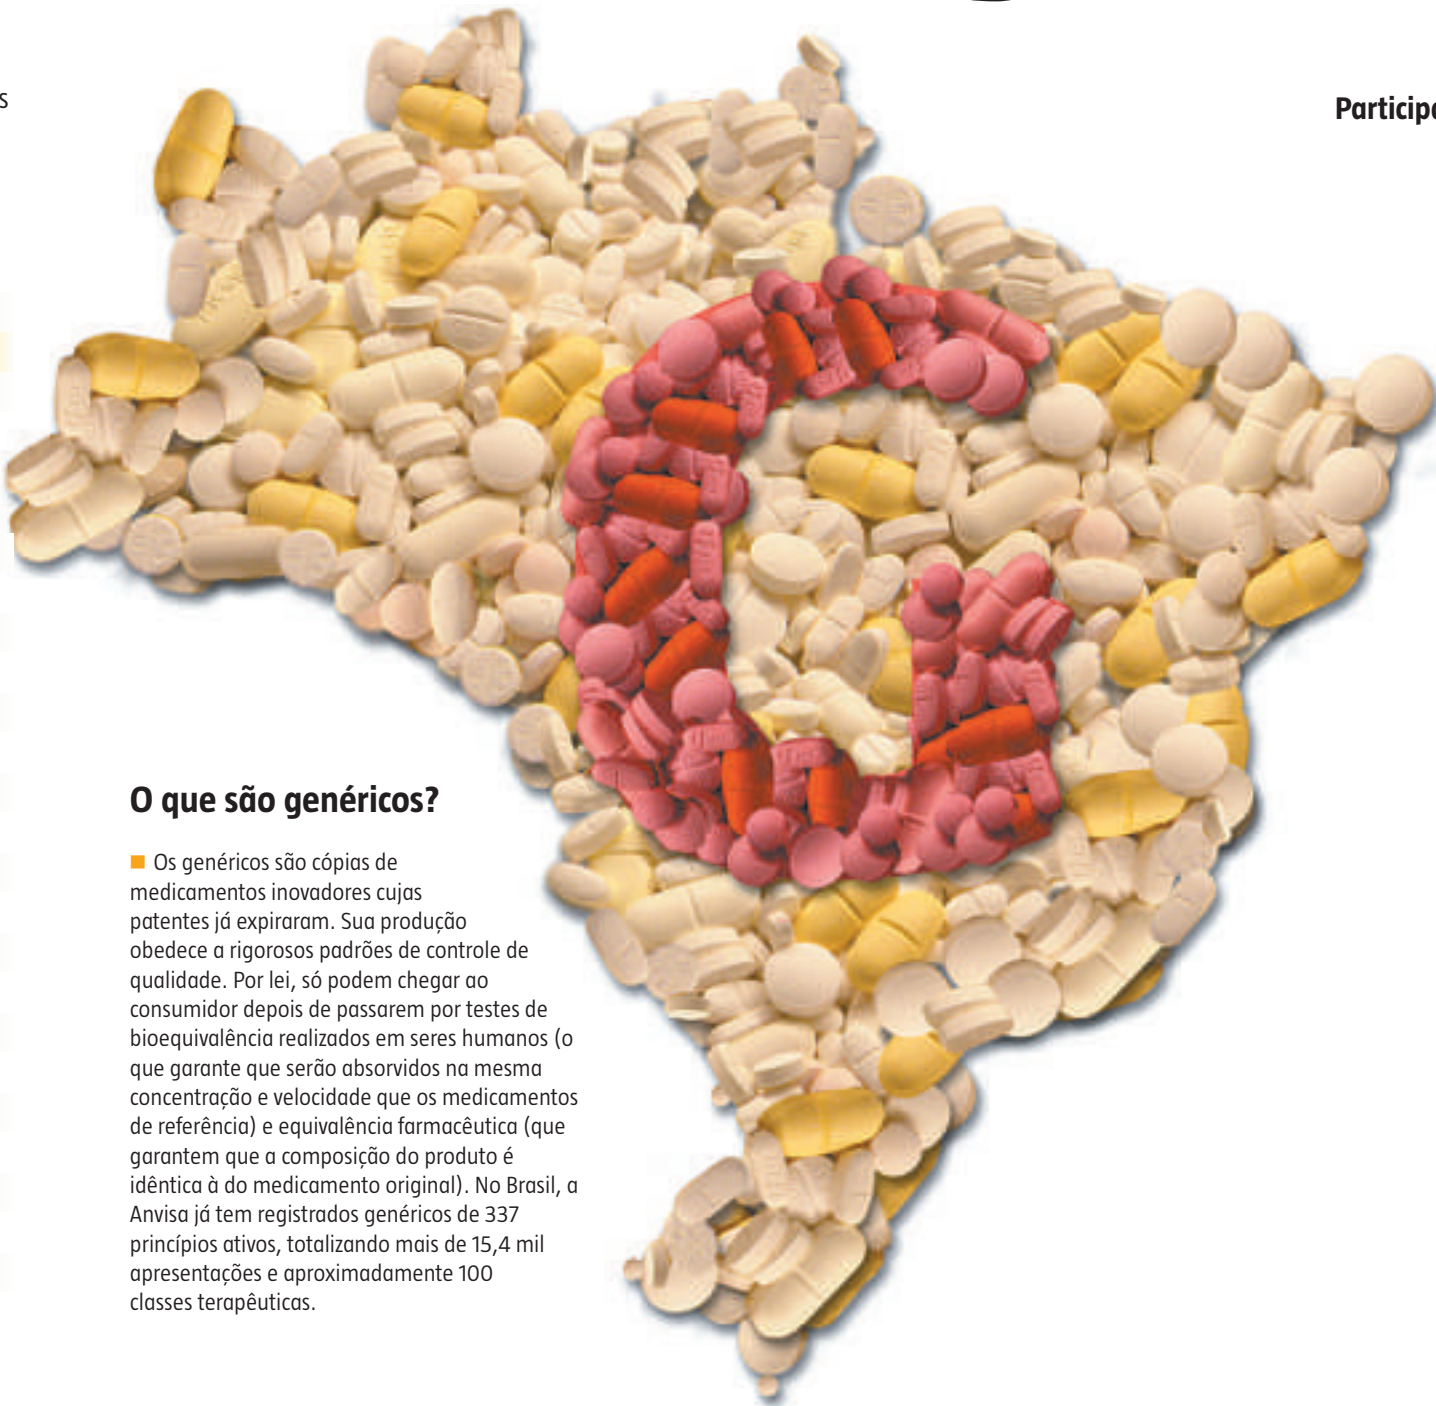 s
Participa
O que são genéricos?
■ Os genéricos são cópias de
medicamentos inovadores cujas
patentes já expiraram. Sua produção
obedece a rigorosos padrões de controle de
qualidade. Por lei, só podem chegar ao
consumidor depois de passarem por testes de
bioequivalência realizados em seres humanos (o
que garante que serão absorvidos na mesma
concentração e velocidade que os medicamentos
de referência) e equivalência farmacêutica (que
garantem que a composição do produto é
idêntica à do medicamento original). No Brasil, a
Anvisa já tem registrados genéricos de 337
princípios ativos, totalizando mais de 15,4 mil
apresentações e aproximadamente 100
classes terapêuticas.